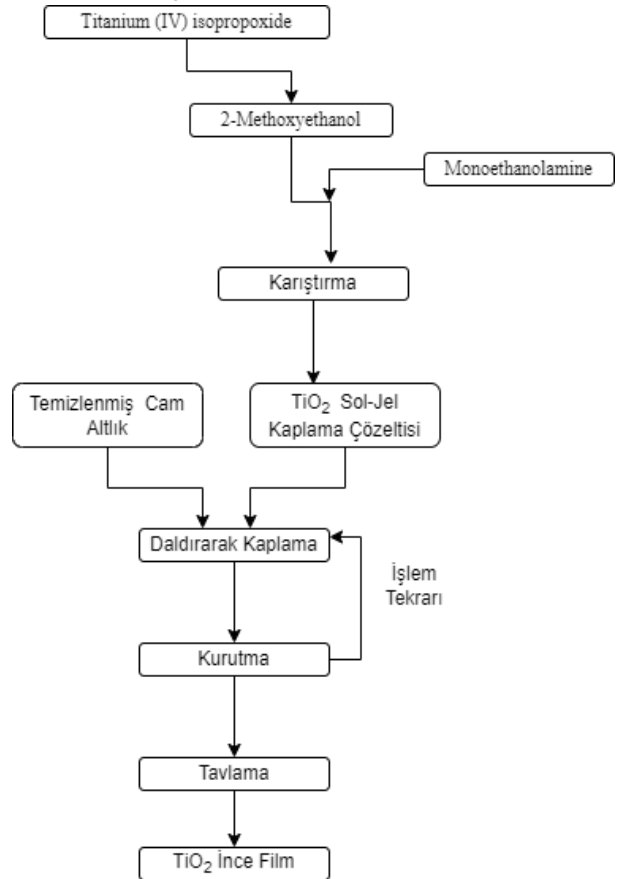 Titanium (IV) isopropoxide
2-Methoxyethanol
Monoethanolamine
Karıştırma
Temizlenmiş Cam
Altlık
TiO₂ Sol-Jel
Kaplama Çözeltisi
Daldırarak Kaplama
İşlem
Tekrarı
Kurutma
Tavlama
TiO₂ İnce Film